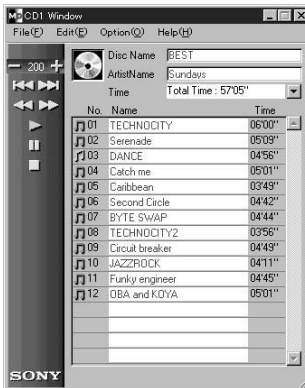 CD1 Window
File(F) Edit(E) Option(O) Help(H)
Disc Name BEST
ArtistName Sundays
Time Total Time : 57'05"
200
No. Name Time
01 TECHNOCITY 06'00"
02 Serenade 05'09"
03 DANCE 04'56"
04 Catch me 05'01"
05 Caribbean 03'49"
06 Second Circle 04'42"
07 BYTE SWAP 04'44"
08 TECHNOCITY2 03'56"
09 Circuit breaker 04'49"
10 JAZZROCK 04'11"
11 Funky engineer 04'45"
12 OBA and KOYA 05'01"
SONY